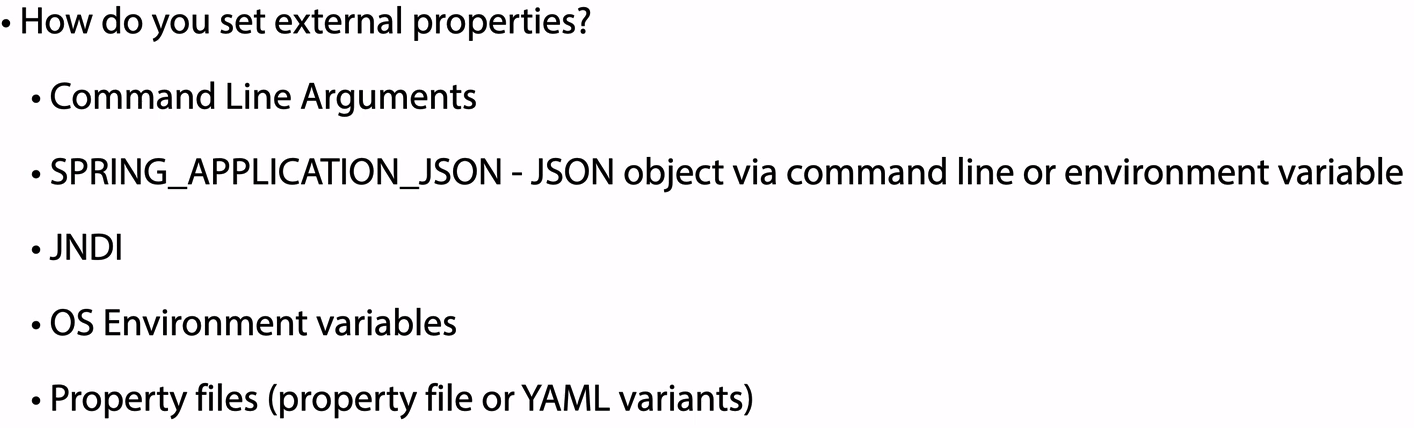 • How do you set external properties?
• Command Line Arguments
• SPRING_APPLICATION_JSON - JSON object via command line or environment variable
• JNDI
• OS Environment variables
• Property files (property file or YAML variants)